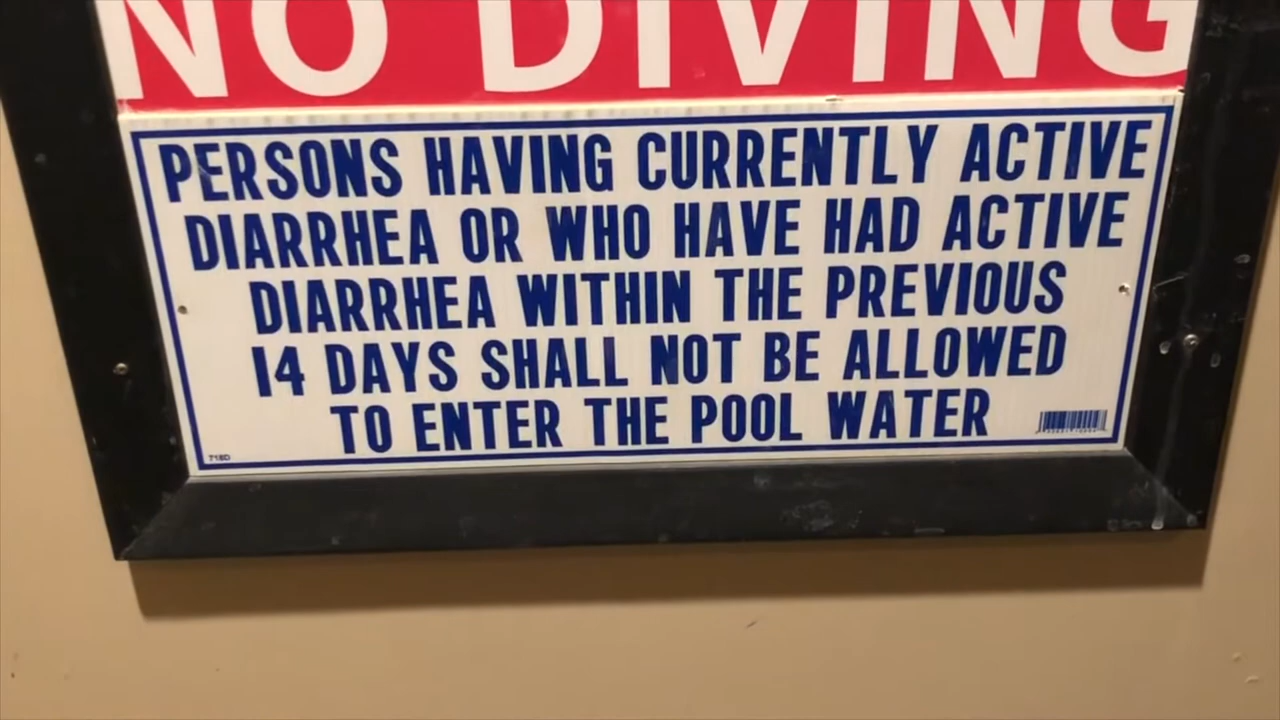 NO DIVING
PERSONS HAVING CURRENTLY ACTIVE
DIARRHEA OR WHO HAVE HAD ACTIVE
DIARRHEA WITHIN THE PREVIOUS
14 DAYS SHALL NOT BE ALLOWED
TO ENTER THE POOL WATER
718D